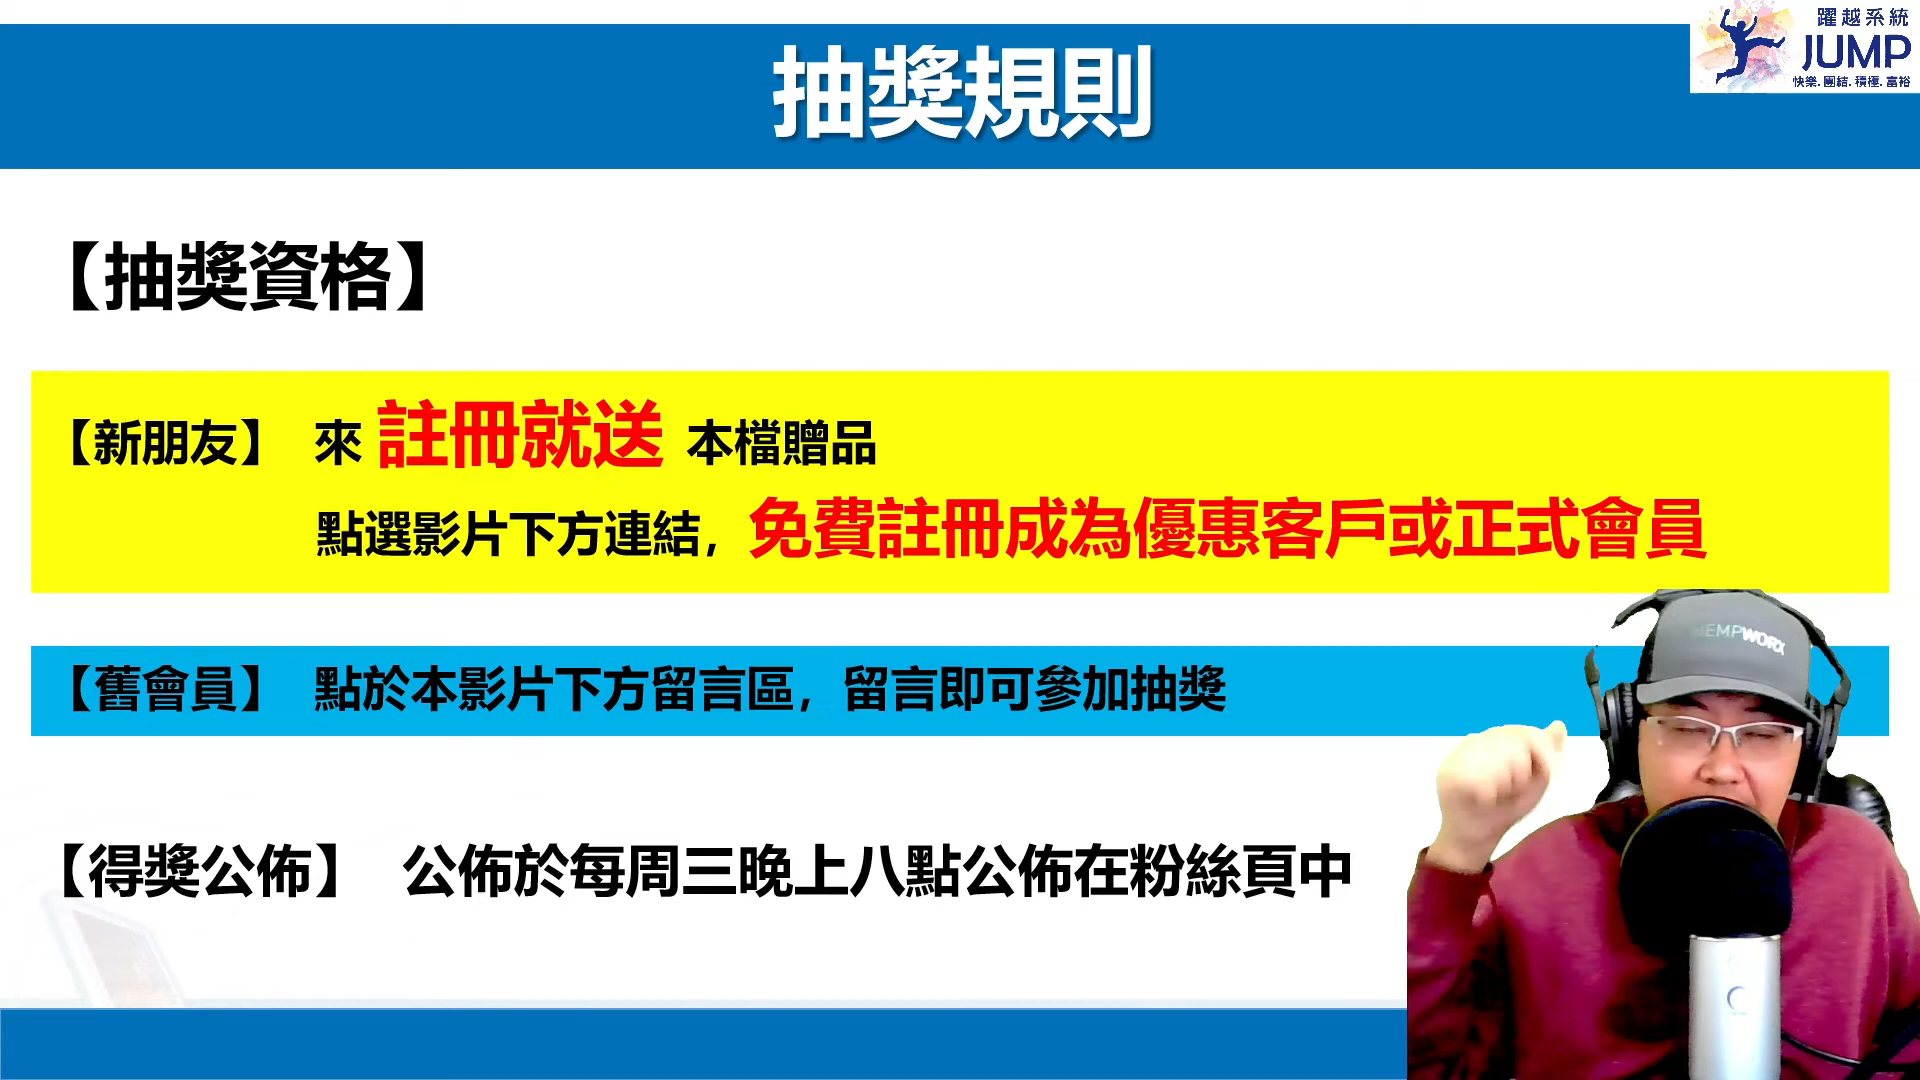 躍越系統
JUMP
快樂.團結.積極.富裕
抽獎規則
【抽獎資格】
【新朋友】 來 註冊就送 本檔贈品
點選影片下方連結，免費註冊成為優惠客戶或正式會員
【舊會員】 點於本影片下方留言區，留言即可參加抽獎
【得獎公佈】 公佈於每周三晚上八點公佈在粉絲頁中
HEMPWORX